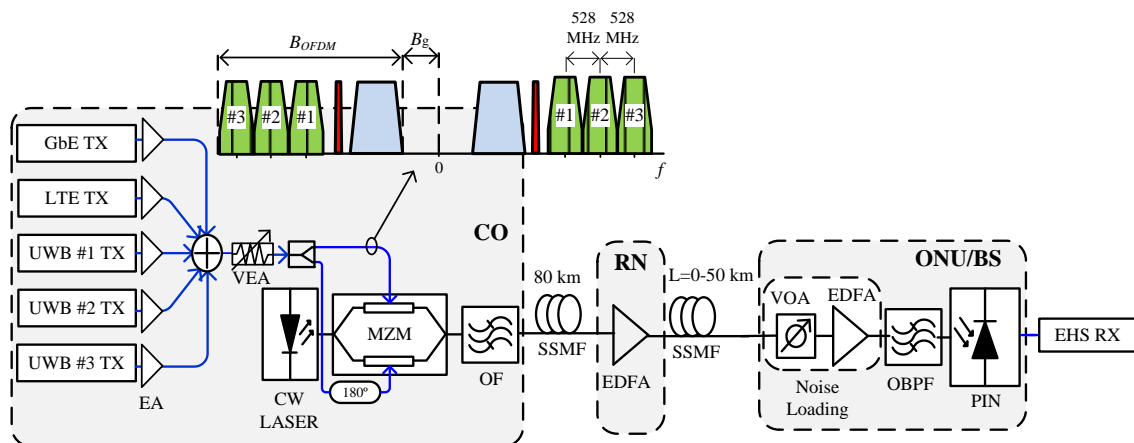 528
MHz
528
MHz
B_OFDM
B_g
#3
#2
#1
#1
#2
#3
0
f
GbE TX
LTE TX
UWB #1 TX
UWB #2 TX
UWB #3 TX
EA
VEA
CO
CW
LASER
MZM
180º
OF
80 km
SSMF
RN
EDFA
L=0-50 km
SSMF
ONU/BS
VOA
EDFA
Noise
Loading
OBPF
PIN
EHS RX